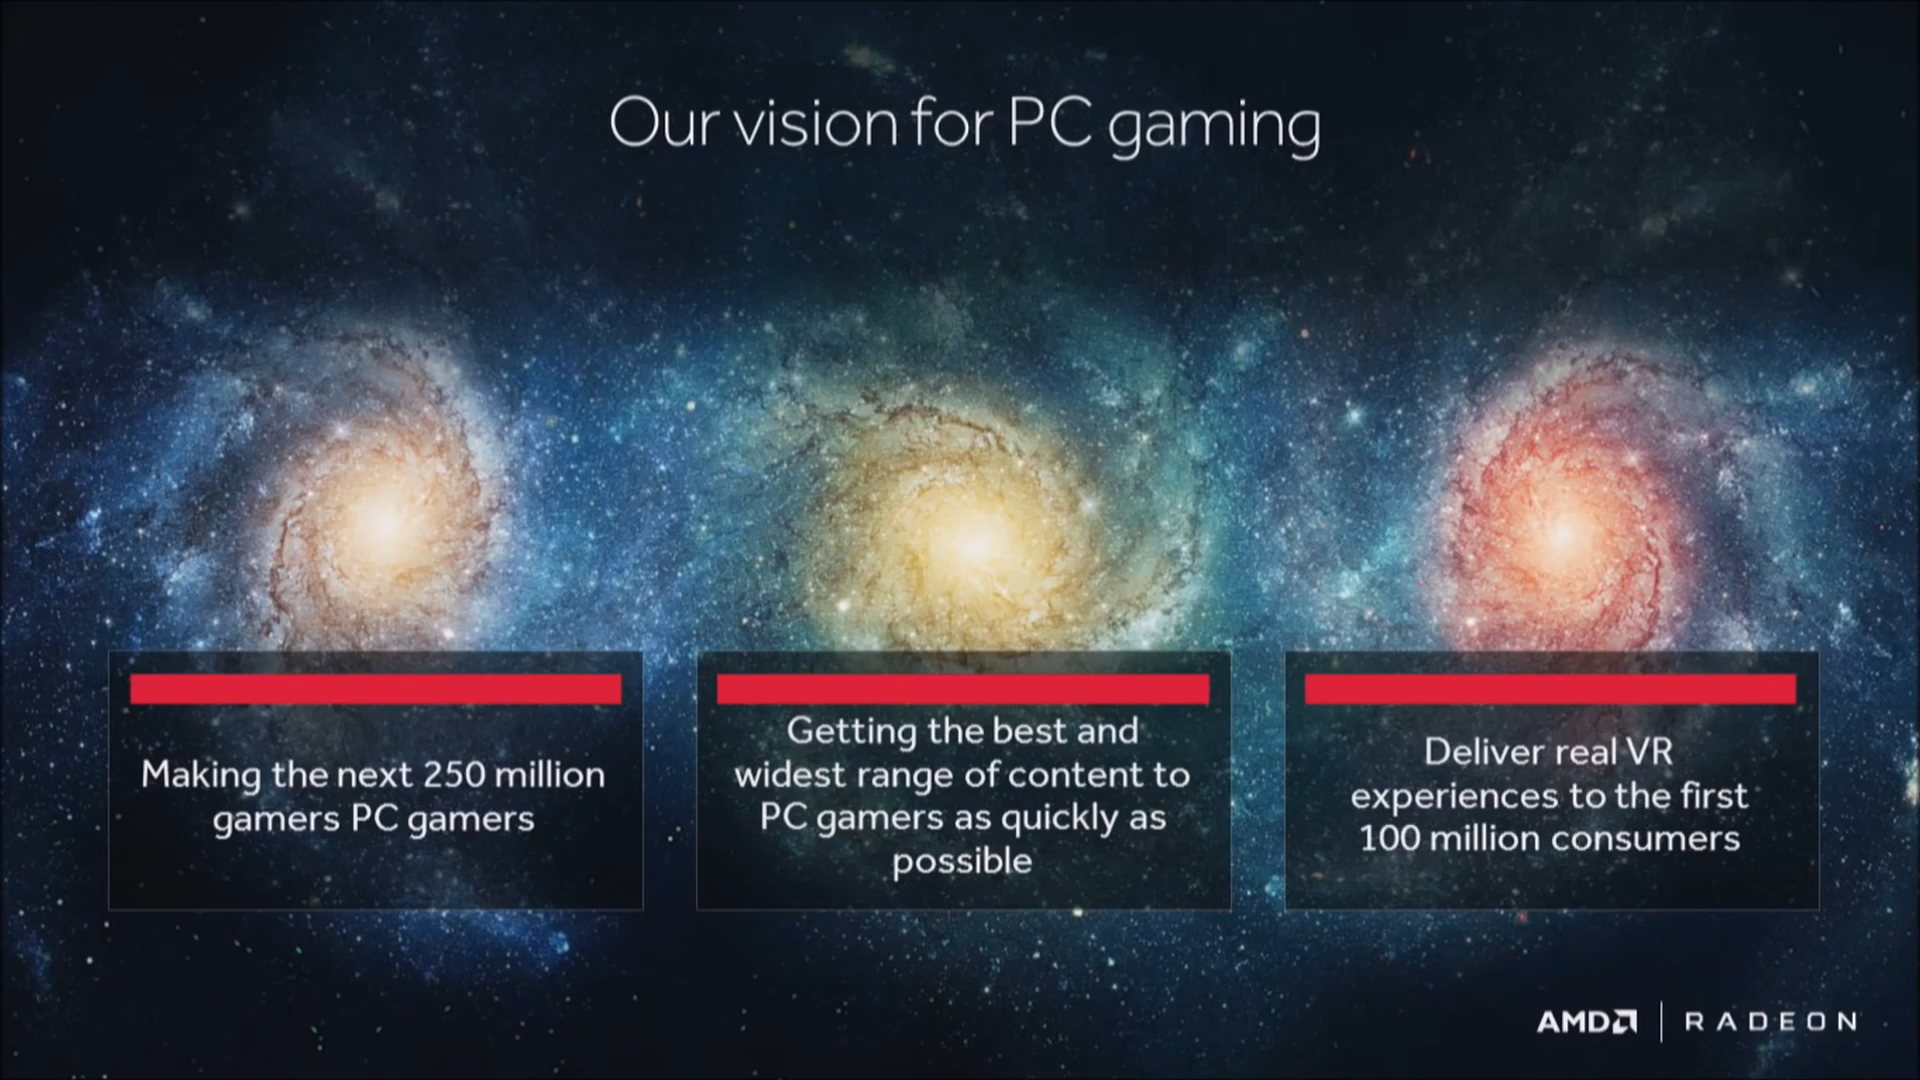 Our vision for PC gaming
Making the next 250 million
gamers PC gamers
Getting the best and
widest range of content to
PC gamers as quickly as
possible
Deliver real VR
experiences to the first
100 million consumers
AMD RADEON